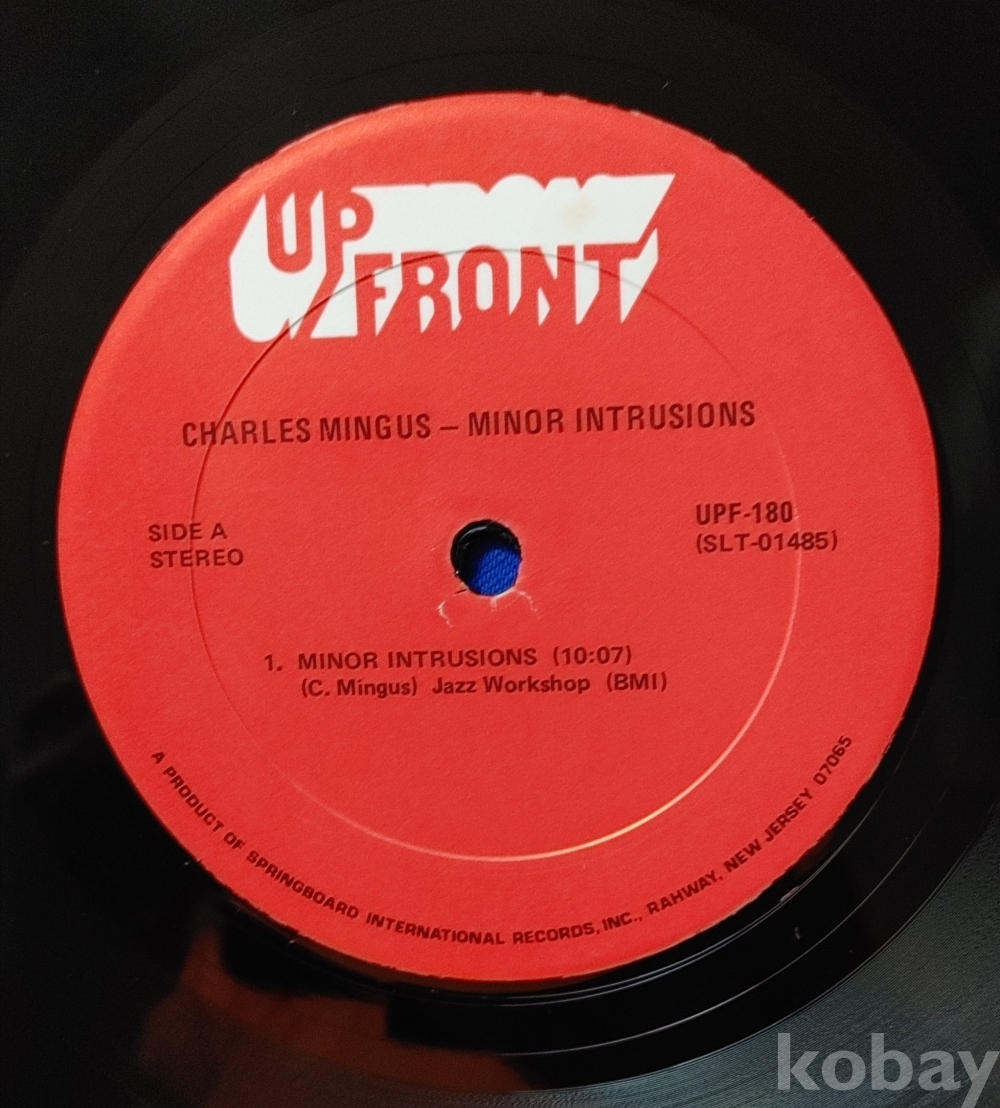 UP
FRONT
CHARLES MINGUS – MINOR INTRUSIONS
SIDE A
STEREO
UPF-180
(SLT-01485)
1. MINOR INTRUSIONS (10:07)
(C. Mingus) Jazz Workshop (BMI)
A PRODUCT OF SPRINGBOARD INTERNATIONAL RECORDS, INC., RAHWAY, NEW JERSEY 07065
kobay